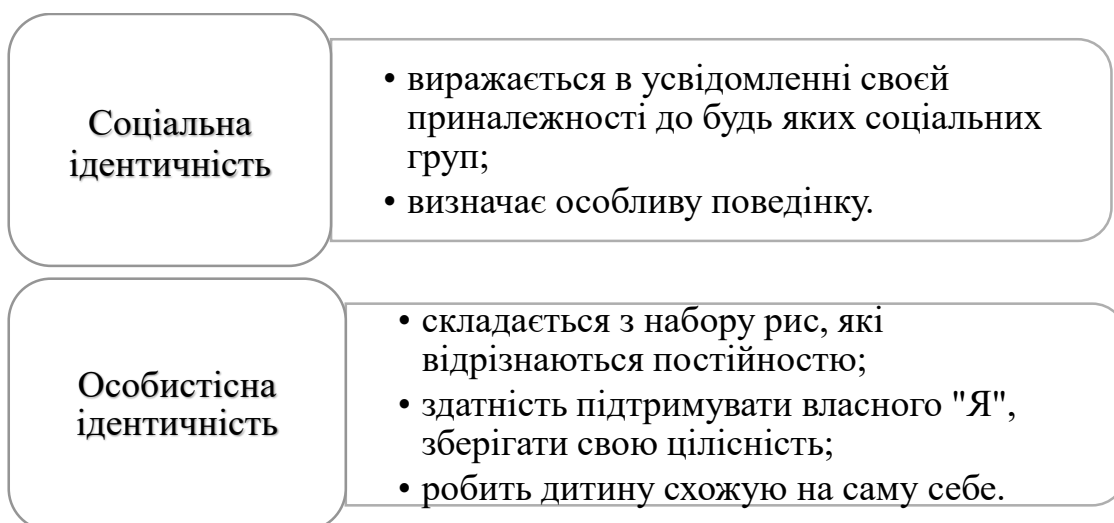 Соціальна
ідентичність
• виражається в усвідомленні своєй
приналежності до будь яких соціальних
груп;
• визначає особливу поведінку.
Особистісна
ідентичність
• складається з набору рис, які
відрізнаються постійностю;
• здатність підтримувати власного "Я",
зберігати свою цілісність;
• робить дитину схожую на саму себе.